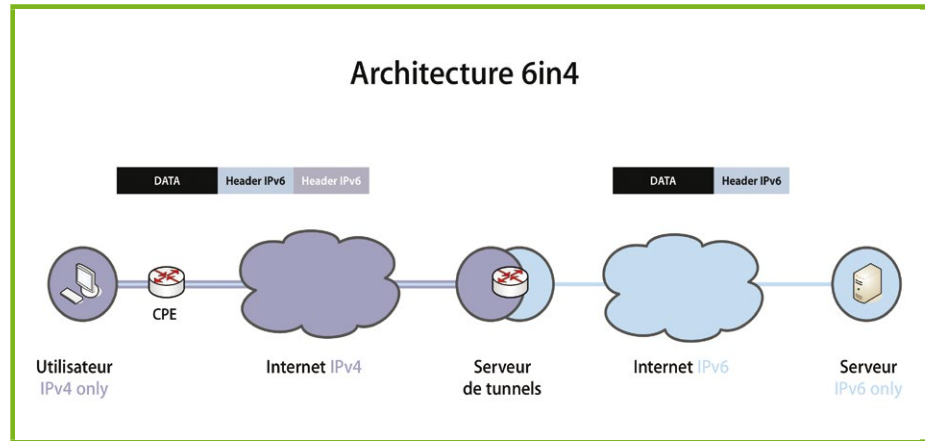 Architecture 6in4
DATA Header IPv6 Header IPv6
DATA Header IPv6
CPE
Utilisateur
IPv4 only
Internet IPv4
Serveur
de tunnels
Internet IPv6
Serveur
IPv6 only